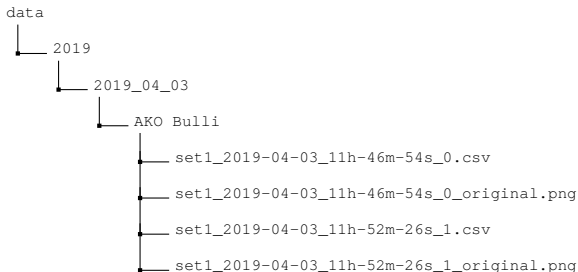 data
2019
2019_04_03
AKO Bulli
set1_2019-04-03_11h-46m-54s_0.csv
set1_2019-04-03_11h-46m-54s_0_original.png
set1_2019-04-03_11h-52m-26s_1.csv
set1_2019-04-03_11h-52m-26s_1_original.png